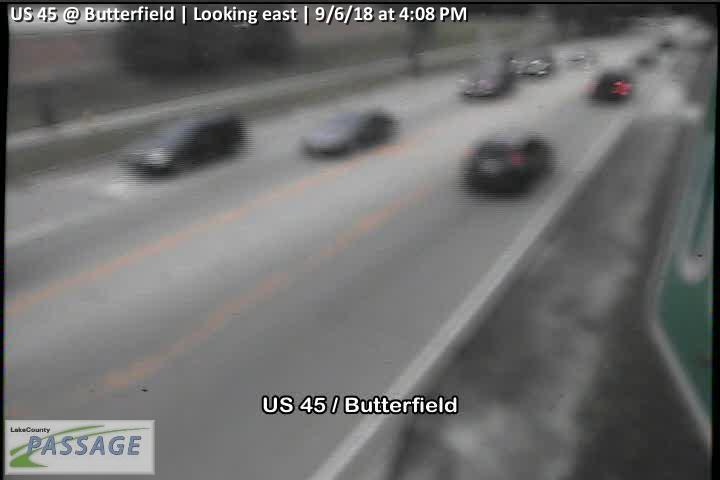 US 45 @ Butterfield | Looking east | 9/6/18 at 4:08 PM
US 45 / Butterfield
LakeCounty
PASSAGE